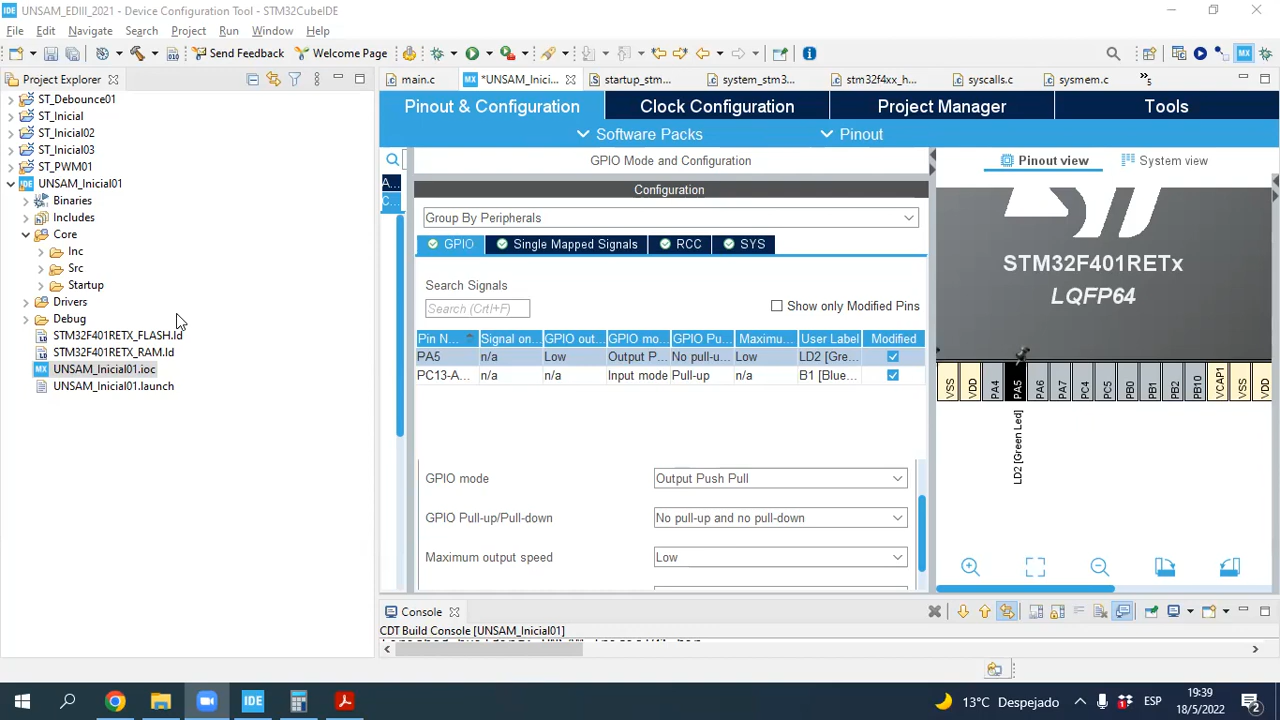 IDE UNSAM_EDIII_2021 - Device Configuration Tool - STM32CubeIDE
File Edit Navigate Search Project Run Window Help
Send Feedback Welcome Page MX
Project Explorer
main.c *UNSAM_Inici... startup_stm... system_stm3... stm32f4xx_h... syscalls.c sysmem.c »5
ST_Debounce01
ST_Inicial
ST_Inicial02
ST_Inicial03
ST_PWM01
IDE UNSAM_Inicial01
Binaries
Includes
Core
Inc
Src
Startup
Drivers
Debug
STM32F401RETX_FLASH.ld
STM32F401RETX_RAM.ld
MX UNSAM_Inicial01.ioc
UNSAM_Inicial01.launch
Pinout & Configuration Clock Configuration Project Manager Tools
Software Packs Pinout
A...
C...
GPIO Mode and Configuration
Configuration
Group By Peripherals
GPIO Single Mapped Signals RCC SYS
Search Signals
Search (Crtl+F)
Show only Modified Pins
Pin N... Signal on... GPIO out... GPIO mo... GPIO Pu... Maximu... User Label Modified
PA5 n/a Low Output P... No pull-u... Low LD2 [Gre...
PC13-A... n/a n/a Input mode Pull-up n/a B1 [Blue...
GPIO mode Output Push Pull
GPIO Pull-up/Pull-down No pull-up and no pull-down
Maximum output speed Low
Pinout view System view
STM32F401RETx
LQFP64
VSS VDD PA4 PA5 PA6 PA7 PC4 PC5 PB0 PB1 PB2 PB10 VCAP1 VSS VDD
LD2 [Green Led]
Console
CDT Build Console [UNSAM_Inicial01]
IDE 13°C Despejado ESP 19:39
18/5/2022 2